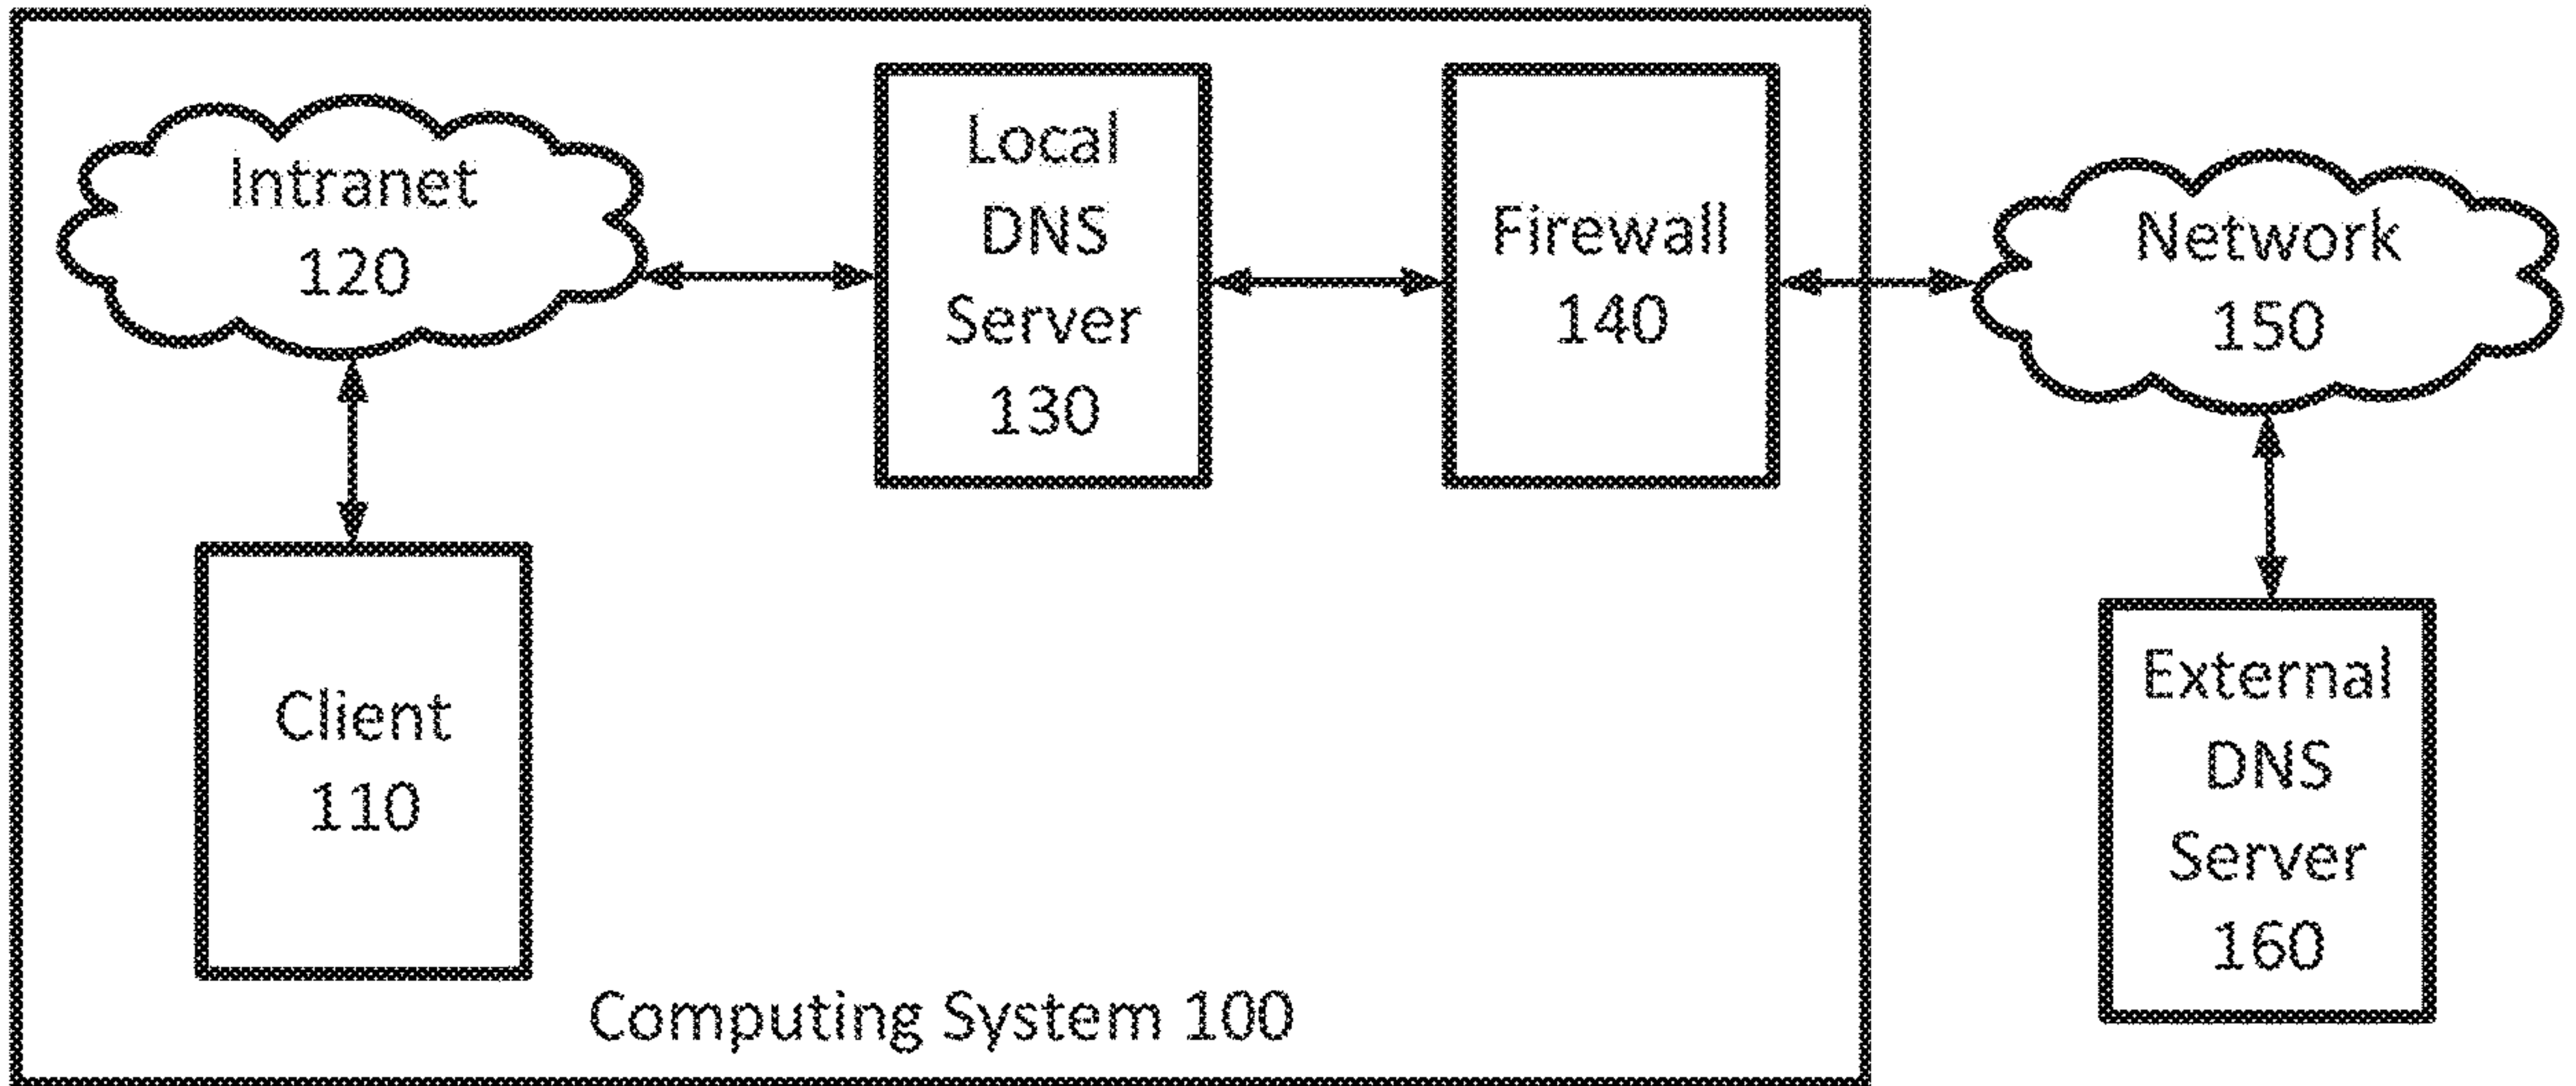 Intranet
120
Local
DNS
Server
130
Firewall
140
Network
150
Client
110
External
DNS
Server
160
Computing System 100